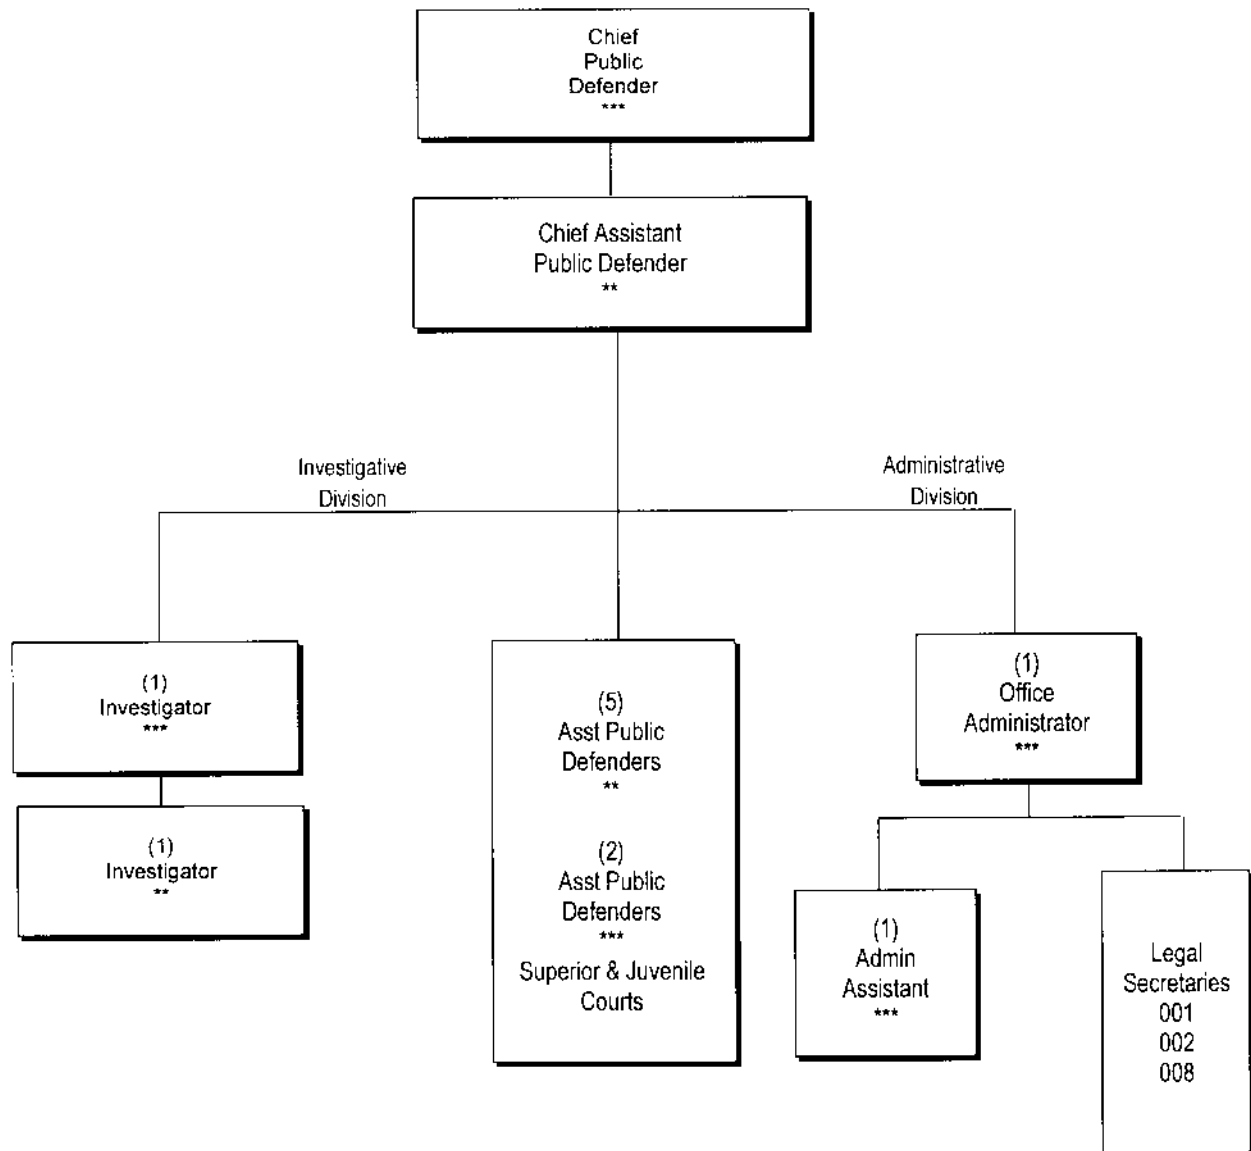 Chief
Public
Defender
***
Chief Assistant
Public Defender
**
Investigative
Division
Administrative
Division
(1)
Investigator
***
(1)
Investigator
**
(5)
Asst Public
Defenders
**
(2)
Asst Public
Defenders
***
Superior & Juvenile
Courts
(1)
Office
Administrator
***
(1)
Admin
Assistant
***
Legal
Secretaries
001
002
008